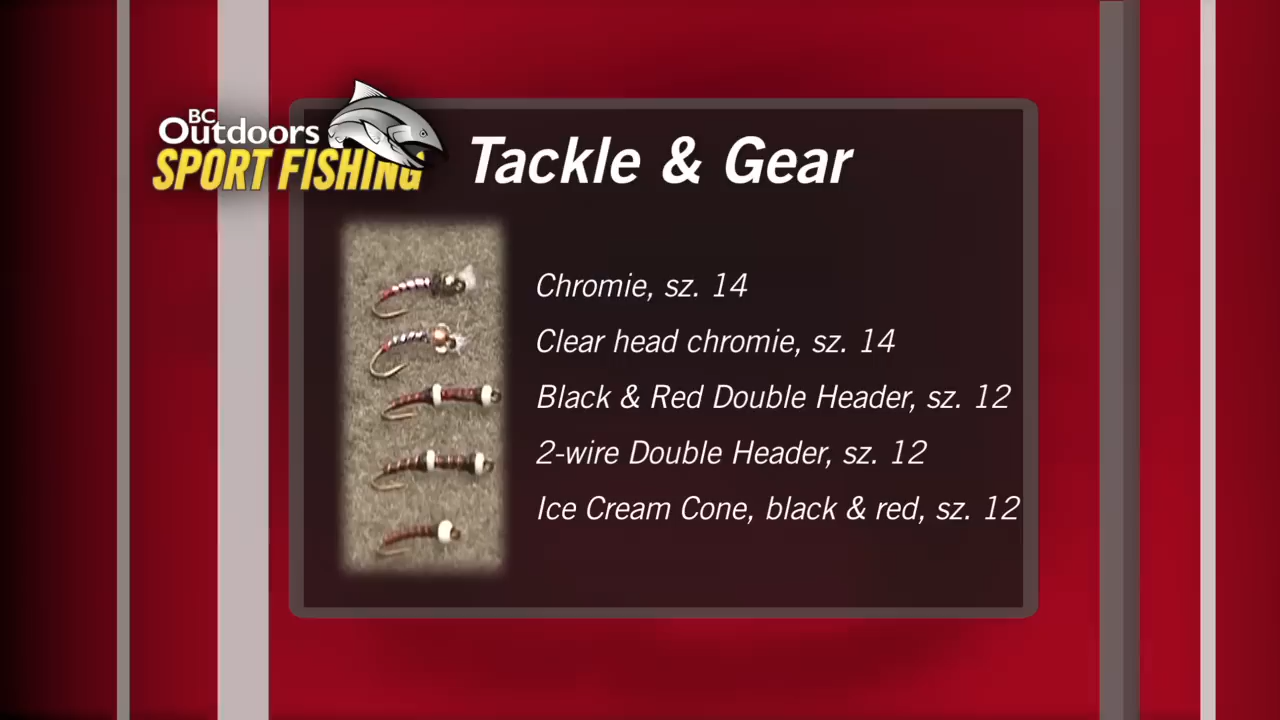 BC
Outdoors
SPORT FISHING
Tackle & Gear
Chromie, sz. 14
Clear head chromie, sz. 14
Black & Red Double Header, sz. 12
2-wire Double Header, sz. 12
Ice Cream Cone, black & red, sz. 12